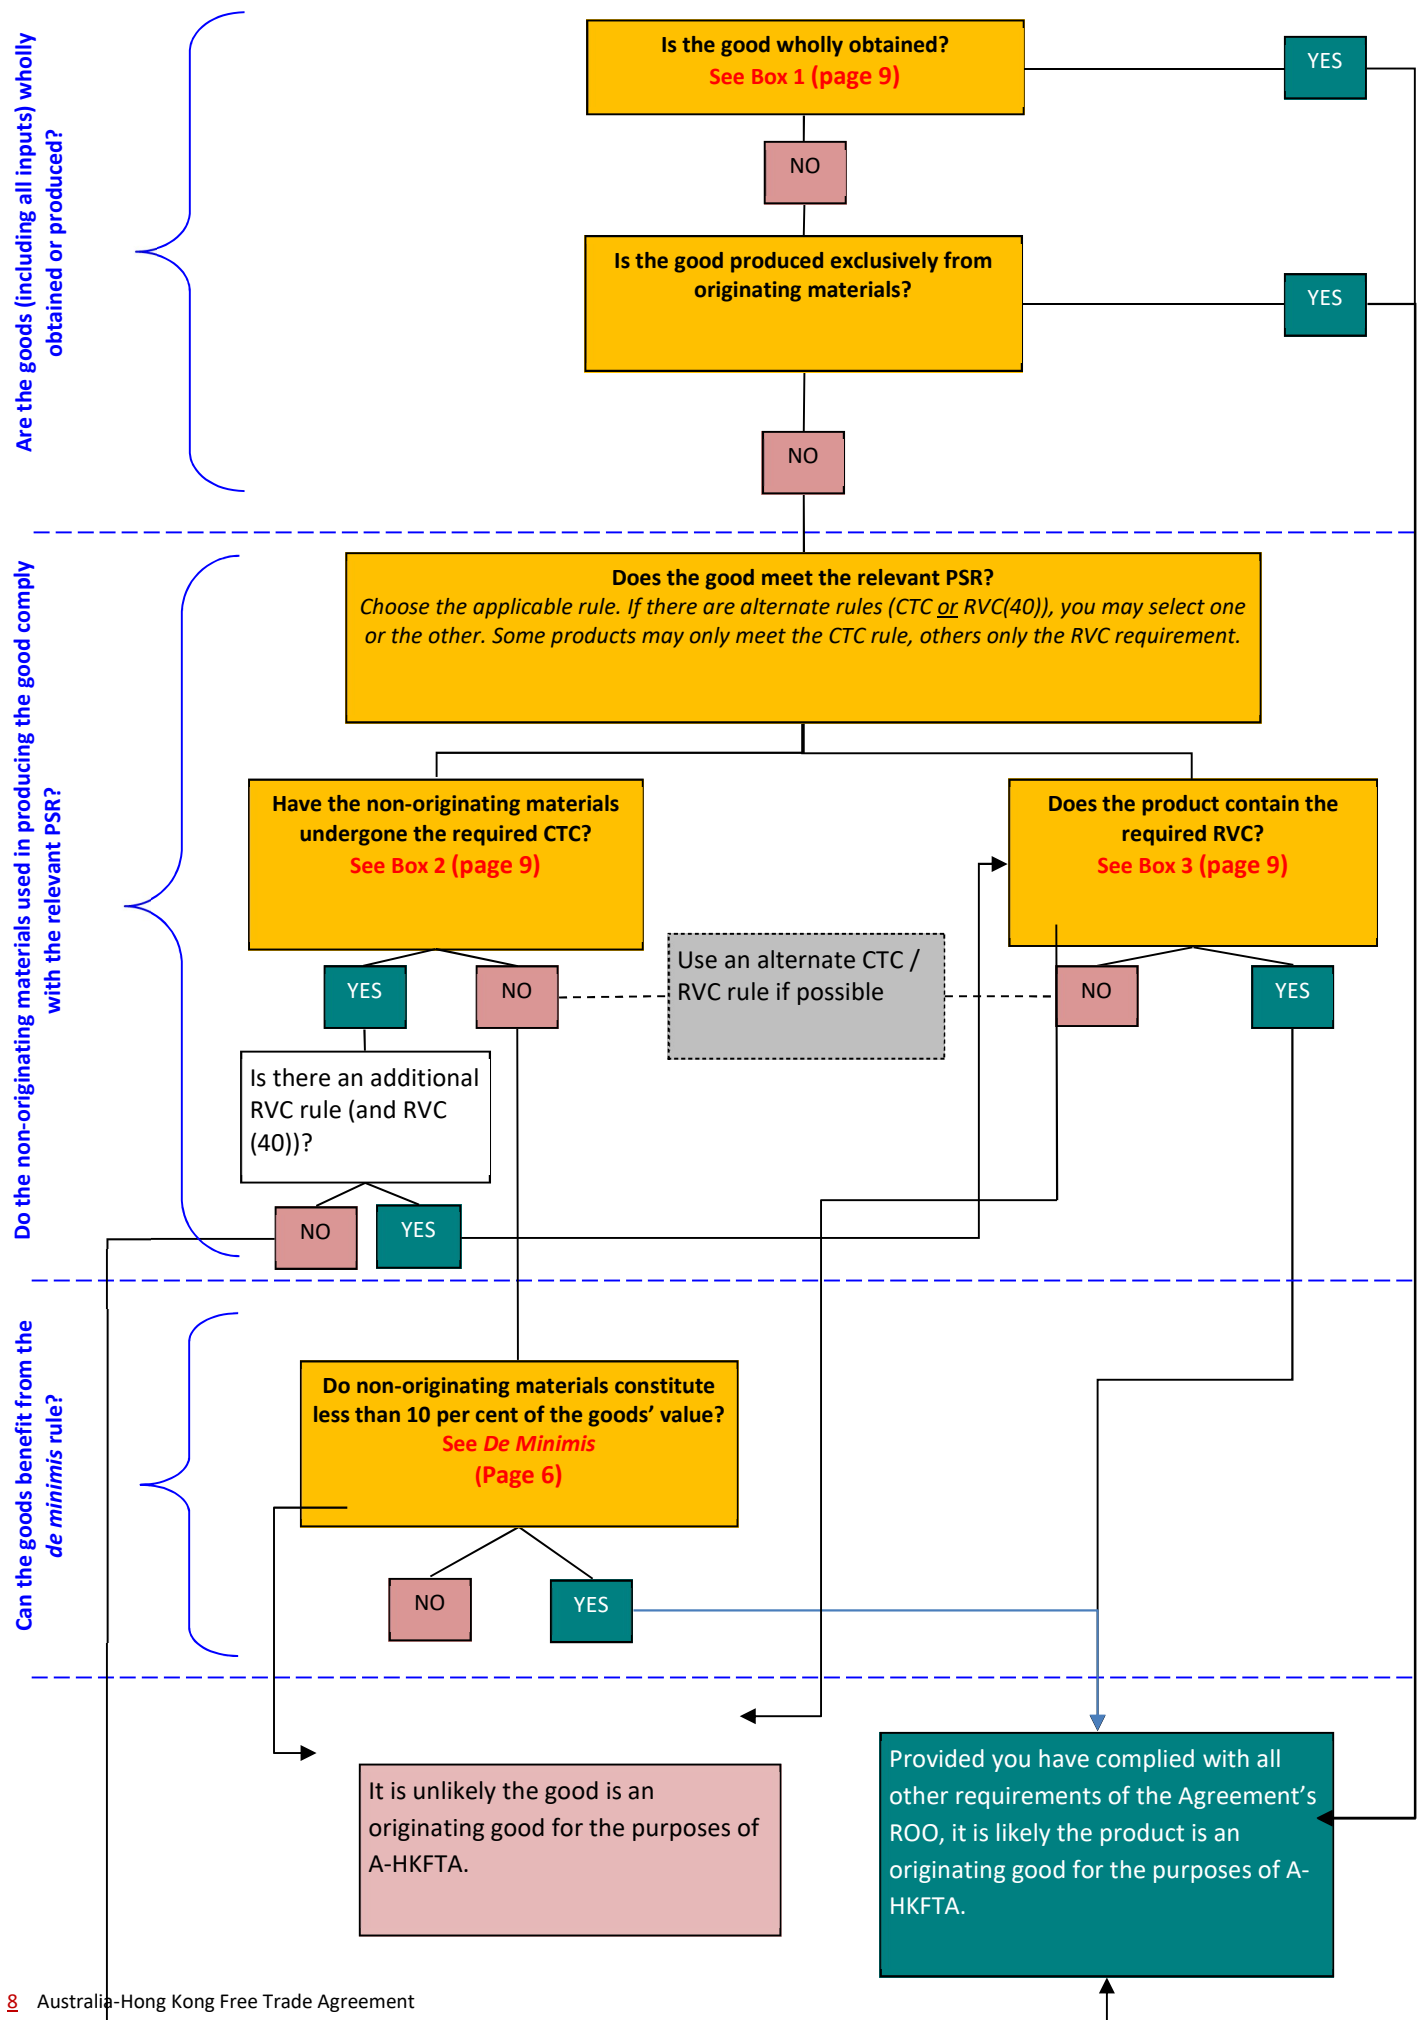 Are the goods (including all inputs) wholly
obtained or produced?
Is the good wholly obtained?
See Box 1 (page 9)
YES
NO
Is the good produced exclusively from
originating materials?
YES
NO
Do the non-originating materials used in producing the good comply
with the relevant PSR?
Does the good meet the relevant PSR?
Choose the applicable rule. If there are alternate rules (CTC or RVC(40)), you may select one
or the other. Some products may only meet the CTC rule, others only the RVC requirement.
Have the non-originating materials
undergone the required CTC?
See Box 2 (page 9)
Does the product contain the
required RVC?
See Box 3 (page 9)
YES
NO
Use an alternate CTC /
RVC rule if possible
NO
YES
Is there an additional
RVC rule (and RVC
(40))?
NO
YES
Can the goods benefit from the
de minimis rule?
Do non-originating materials constitute
less than 10 per cent of the goods' value?
See De Minimis
(Page 6)
NO
YES
It is unlikely the good is an
originating good for the purposes of
A-HKFTA.
Provided you have complied with all
other requirements of the Agreement's
ROO, it is likely the product is an
originating good for the purposes of A-
HKFTA.
8 Australia-Hong Kong Free Trade Agreement